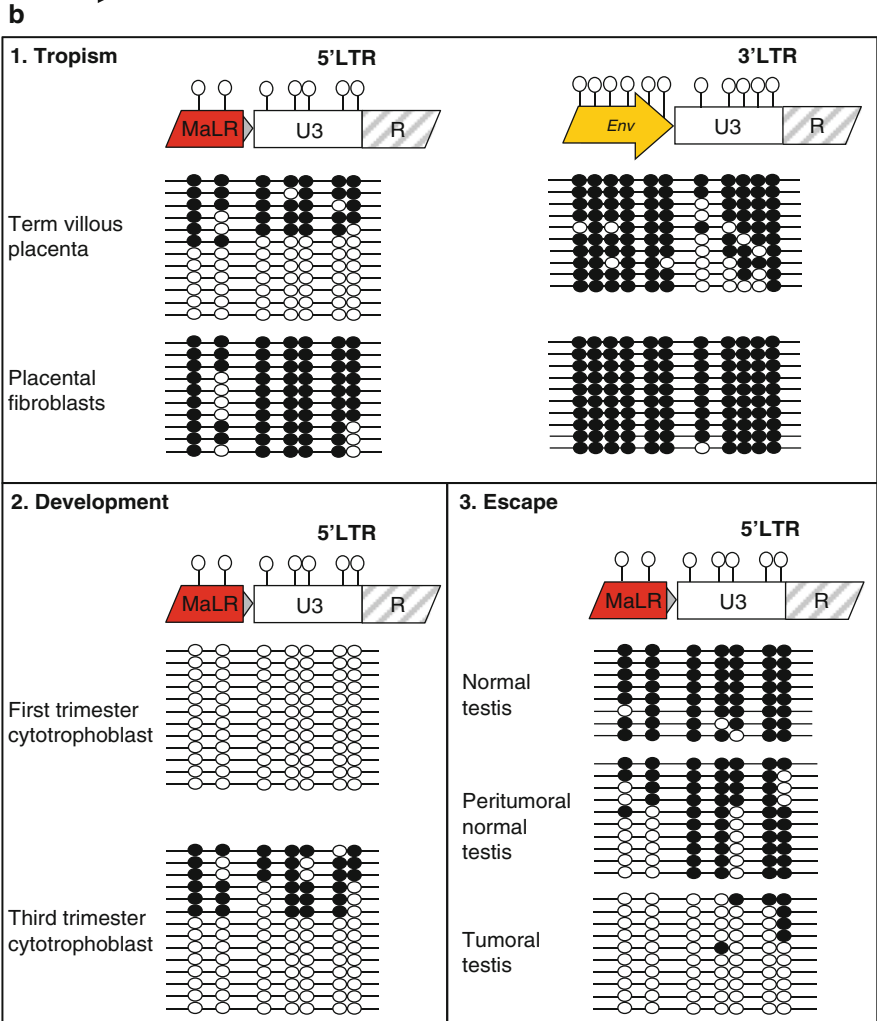 b
1. Tropism
5'LTR
3'LTR
MaLR
U3
R
Env
U3
R
Term villous
placenta
Placental
fibroblasts
2. Development
5'LTR
MaLR
U3
R
First trimester
cytotrophoblast
Third trimester
cytotrophoblast
3. Escape
5'LTR
MaLR
U3
R
Normal
testis
Peritumoral
normal
testis
Tumoral
testis